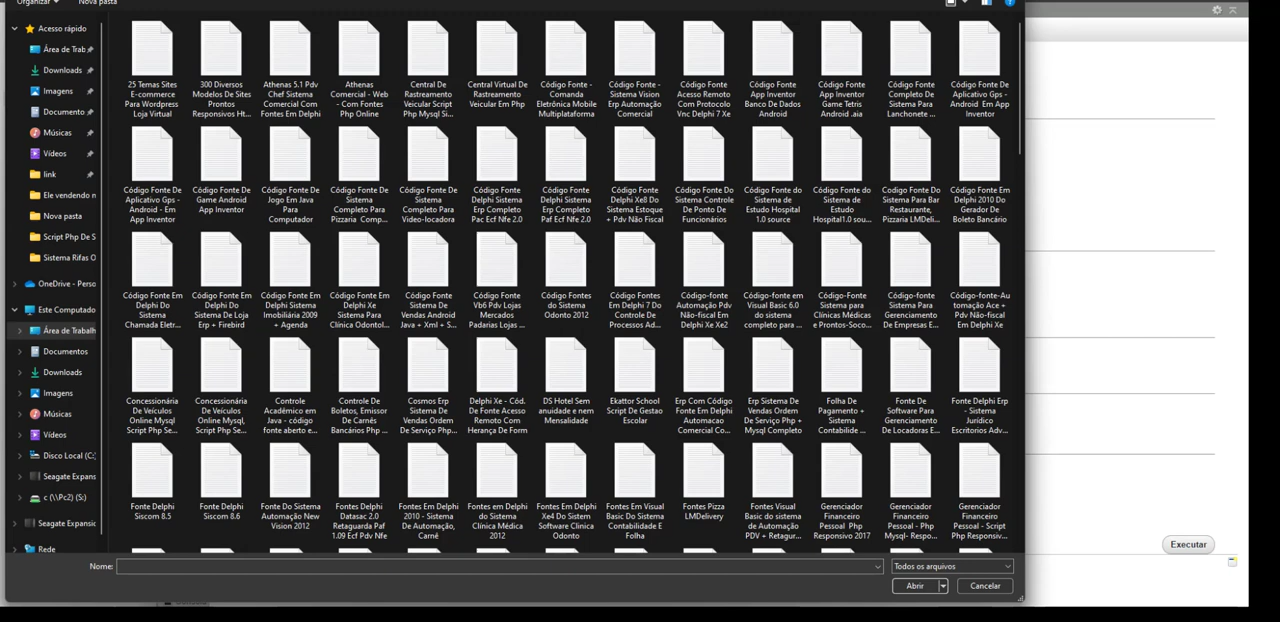 Organizar
Nova pasta
Acesso rápido
Área de Trab
Downloads
Imagens
Documento
Músicas
Vídeos
link
Ele vendendo n
Nova pasta
Script Php De S
Sistema Rifas O
OneDrive - Perso
Este Computado
Área de Trabalh
Documentos
Downloads
Imagens
Músicas
Vídeos
Disco Local (C:
Seagate Expans
c (\\Pc2) (S:)
Seagate Expansic
Rede
25 Temas Sites
E-commerce
Para Wordpress
Loja Virtual
300 Diversos
Modelos De Sites
Prontos
Responsivos Ht...
Athenas 5.1 Pdv
Chef Sistema
Comercial Com
Fontes Em Delphi
Athenas
Comercial - Web
- Com Fontes
Php Online
Central De
Rastreamento
Veicular Script
Php Mysql Si...
Central Virtual De
Rastreamento
Veicular Em Php
Código Fonte -
Comanda
Eletrônica Mobile
Multiplataforma
Código Fonte
- Sistema Vision
Erp Automação
Comercial
Código Fonte
Acesso Remoto
Com Protocolo
Vnc Delphi 7 Xe
Código Fonte
App Inventor
Banco De Dados
Android
Código Fonte
App Inventor
Game Tetris
Android .aia
Código Fonte
Completo De
Sistema Para
Lanchonete ...
Código Fonte De
Aplicativo Gps -
Android Em App
Inventor
Código Fonte De
Aplicativo Gps -
Android - Em
App Inventor
Código Fonte De
Game Android
App Inventor
Código Fonte De
Jogo Em Java
Para
Computador
Código Fonte De
Sistema
Completo Para
Pizzaria Comp...
Código Fonte De
Sistema
Completo Para
Video-locadora
Código Fonte
Delphi Sistema
Erp Completo
Pac Ecf Nfe 2.0
Código Fonte
Delphi Sistema
Erp Completo
Paf Ecf Nfe 2.0
Código Fonte
Delphi Xe8 Do
Sistema Estoque
+ Pdv Não Fiscal
Código Fonte Do
Sistema Controle
De Ponto De
Funcionários
Código Fonte do
Sistema de
Estudo Hospital
1.0 source
Código Fonte do
Sistema de
Estudo
Hospital1.0 sou...
Código Fonte Do
Sistema Para Bar
Restaurante,
Pizzaria LMDeli...
Código Fonte Em
Delphi 2010 Do
Gerador De
Boleto Bancário
Código Fonte Em
Delphi Do
Sistema
Chamada Eletr...
Código Fonte Em
Delphi Do
Sistema De Loja
Erp + Firebird
Código Fonte Em
Delphi Sistema
Imobiliária 2009
+ Agenda
Código Fonte Em
Delphi Xe
Sistema Para
Clínica Odontol...
Código Fonte
Sistema De
Vendas Android
Java + Xml + S...
Código Fonte
Vb6 Pdv Lojas
Mercados
Padarias Lojas ...
Código Fontes
do Sistema
Odonto 2012
Código Fontes
Em Delphi 7 Do
Controle De
Processos Ad...
Código-fonte
Automação Pdv
Não-fiscal Em
Delphi Xe Xe2
Código-fonte em
Visual Basic 6.0
do sistema
completo para ...
Código-Fonte
Sistema para
Clínicas Médicas
e Prontos-Soco...
Código-fonte
Sistema Para
Gerenciamento
De Empresas E...
Código-fonte-Au
tomação Ace +
Pdv Não-fiscal
Em Delphi Xe
Concessionária
De Veículos
Online Mysql
Script Php Se...
Concessionária
De Veículos
Online Mysql,
Script Php Se...
Controle
Acadêmico em
Java - código
fonte aberto e...
Controle De
Boletos, Emissor
De Carnês
Bancários Php ...
Cosmos Erp
Sistema De
Vendas Ordem
De Serviço Php...
Delphi Xe - Cód.
De Fonte Acesso
Remoto Com
Herança De Form
DS Hotel Sem
anuidade e nem
Mensalidade
Ekattor School
Script De Gestao
Escolar
Erp Com Código
Fonte Em Delphi
Automacao
Comercial Co...
Erp Sistema De
Vendas Ordem
De Serviço Php +
Mysql Completo
Folha De
Pagamento +
Sistema
Contabilide ...
Fonte De
Software Para
Gerenciamento
De Locadoras E...
Fonte Delphi Erp
- Sistema
Jurídico
Escritorios Adv...
Fonte Delphi
Siscom 8.5
Fonte Delphi
Siscom 8.6
Fonte Do Sistema
Automação New
Vision 2012
Fontes Delphi
Datasac 2.0
Retaguarda Paf
1.09 Ecf Pdv Nfe
Fontes Em Delphi
2010 - Sistema
De Automação,
Carnê
Fontes em Delphi
do Sistema
Clínica Médica
2012
Fontes Em Delphi
Xe4 Do Sistem
Software Clinica
Odonto
Fontes Em Visual
Basic Do Sistema
Contabilidade E
Folha
Fontes Pizza
LMDelivery
Fontes Visual
Basic do sistema
de Automação
PDV + Retagur...
Gerenciador
Financeiro
Pessoal Php
Responsivo 2017
Gerenciador
Financeiro
Pessoal - Php
Mysql- Respo...
Gerenciador
Financeiro
Pessoal - Script
Php Responsiv...
Nome:
Todos os arquivos
Abrir
Cancelar
Executar